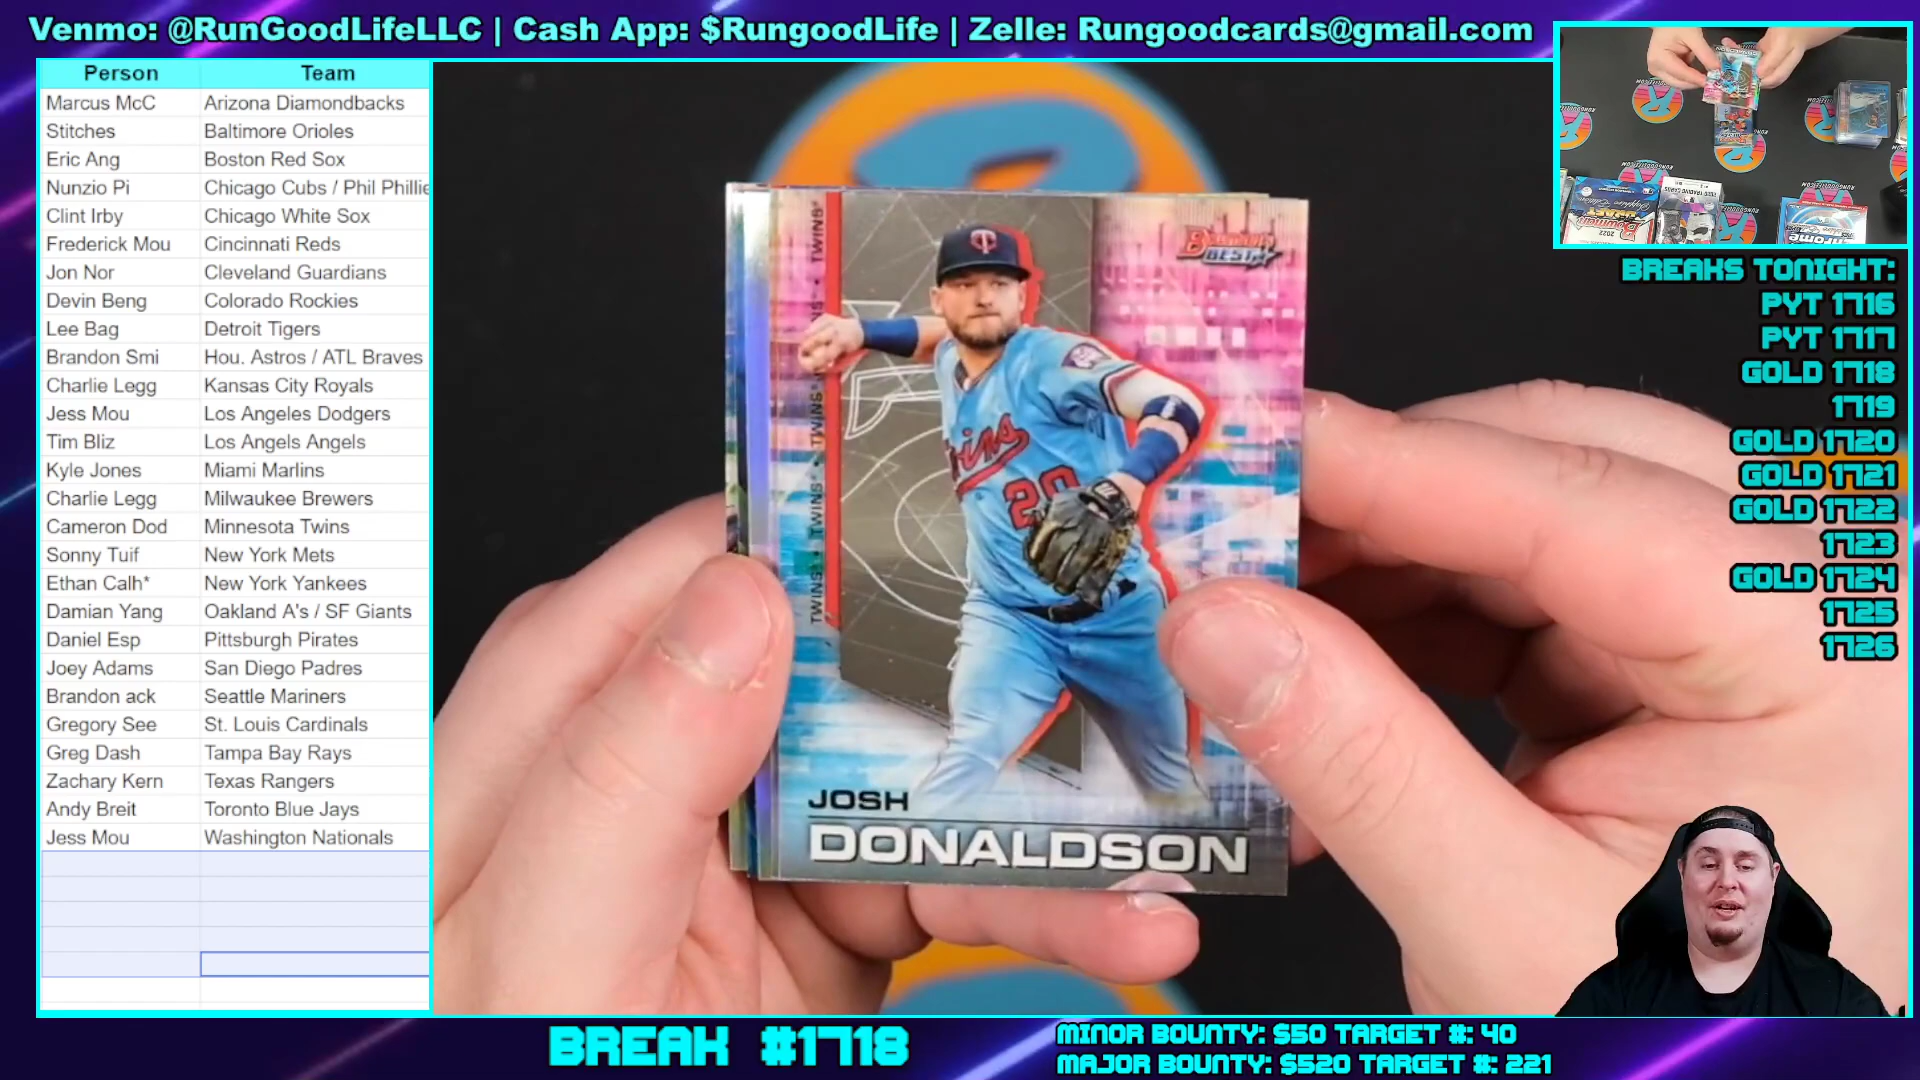 Venmo: @RunGoodLifeLLC | Cash App: $RungoodLife | Zelle: Rungoodcards@gmail.com
Person Team
Marcus McC Arizona Diamondbacks
Stitches Baltimore Orioles
Eric Ang Boston Red Sox
Nunzio Pi Chicago Cubs / Phil Phillie
Clint Irby Chicago White Sox
Frederick Mou Cincinnati Reds
Jon Nor Cleveland Guardians
Devin Beng Colorado Rockies
Lee Bag Detroit Tigers
Brandon Smi Hou. Astros / ATL Braves
Charlie Legg Kansas City Royals
Jess Mou Los Angeles Dodgers
Tim Bliz Los Angels Angels
Kyle Jones Miami Marlins
Charlie Legg Milwaukee Brewers
Cameron Dod Minnesota Twins
Sonny Tuif New York Mets
Ethan Calh* New York Yankees
Damian Yang Oakland A's / SF Giants
Daniel Esp Pittsburgh Pirates
Joey Adams San Diego Padres
Brandon ack Seattle Mariners
Gregory See St. Louis Cardinals
Greg Dash Tampa Bay Rays
Zachary Kern Texas Rangers
Andy Breit Toronto Blue Jays
Jess Mou Washington Nationals
TWINS • TWINS • TWINS • TWINS
Bowman's
BEST
Twins
20
JOSH
DONALDSON
BREAKS TONIGHT:
PYT 1716
PYT 1717
GOLD 1718
1719
GOLD 1720
GOLD 1721
GOLD 1722
1723
GOLD 1724
1725
1726
BREAK #1718
MINOR BOUNTY: $50 TARGET #: 40
MAJOR BOUNTY: $520 TARGET #: 221